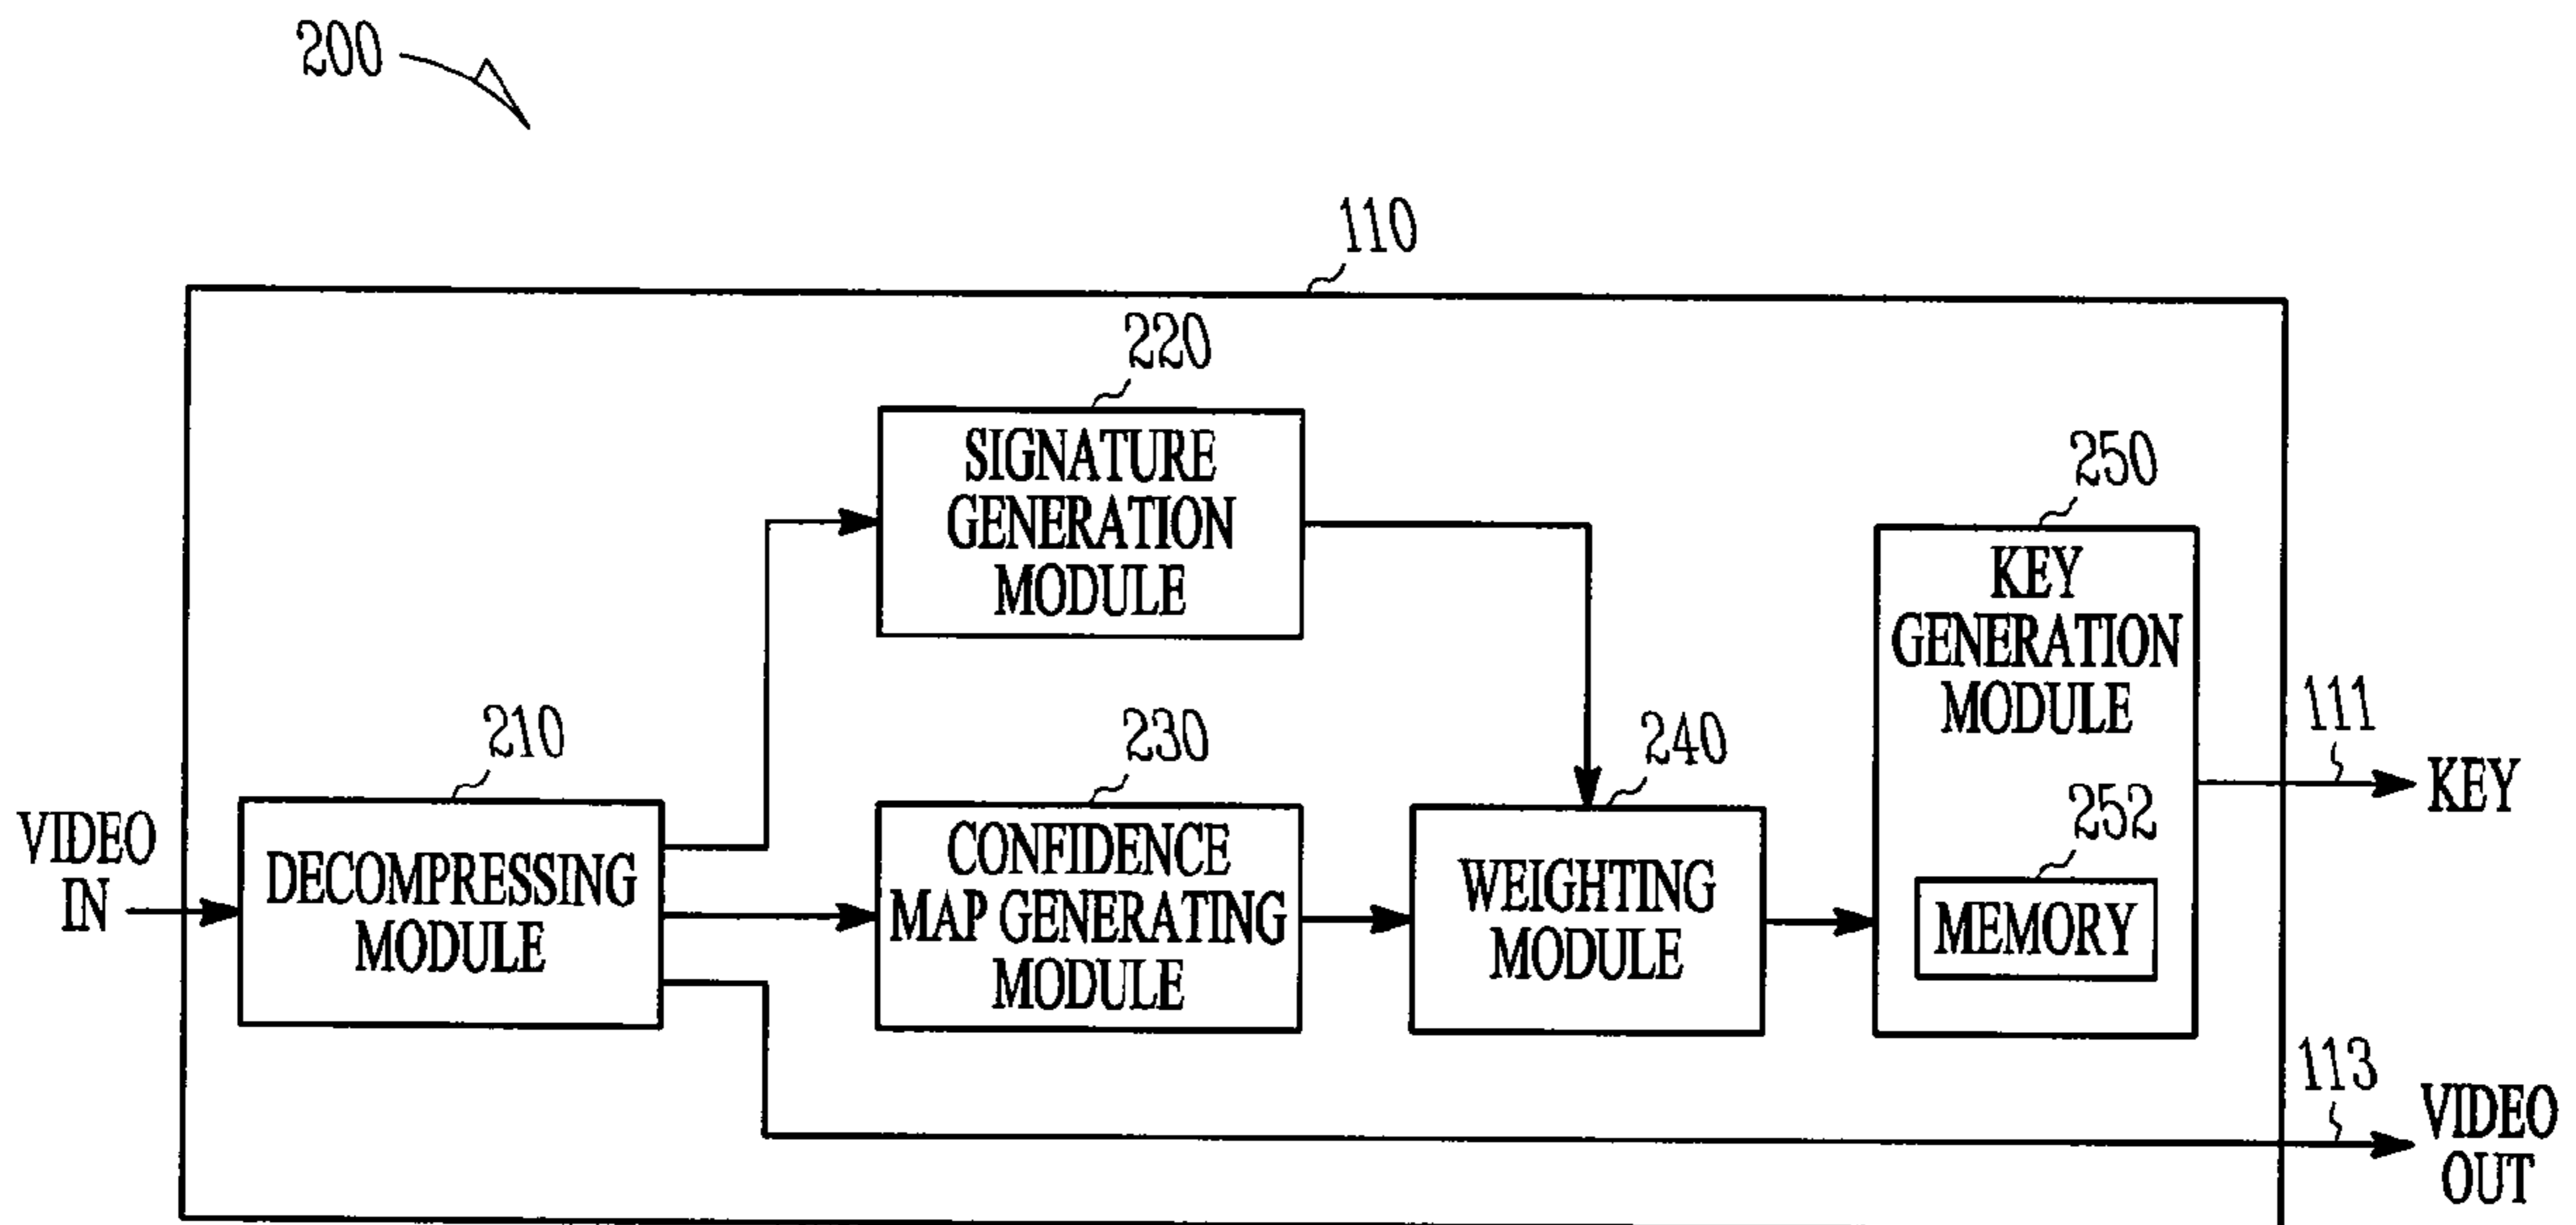 200
110
220
SIGNATURE
GENERATION
MODULE
250
KEY
GENERATION
MODULE
111
KEY
210
230
240
252
VIDEO
IN
DECOMPRESSING
MODULE
CONFIDENCE
MAP GENERATING
MODULE
WEIGHTING
MODULE
MEMORY
113
VIDEO
OUT